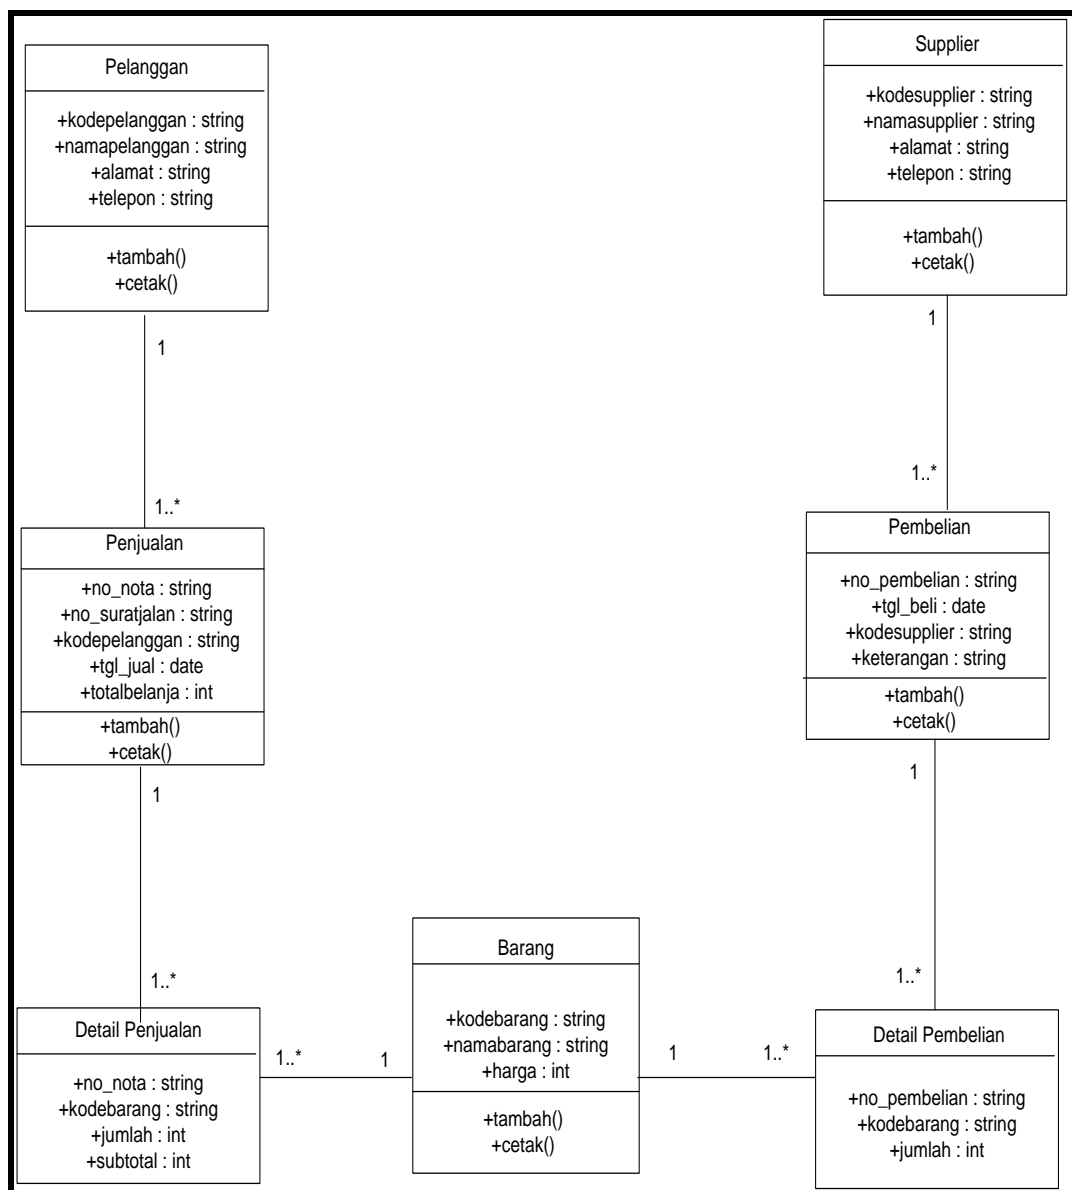 Pelanggan
+kodepelanggan : string
+namapelanggan : string
+alamat : string
+telepon : string
+tambah()
+cetak()
Supplier
+kodesupplier : string
+namasupplier : string
+alamat : string
+telepon : string
+tambah()
+cetak()
1
1..*
1
1..*
Penjualan
+no_nota : string
+no_suratjalan : string
+kodepelanggan : string
+tgl_jual : date
+totalbelanja : int
+tambah()
+cetak()
Pembelian
+no_pembelian : string
+tgl_beli : date
+kodesupplier : string
+keterangan : string
+tambah()
+cetak()
1
1..*
1
1..*
Detail Penjualan
+no_nota : string
+kodebarang : string
+jumlah : int
+subtotal : int
1..*
1
Barang
+kodebarang : string
+namabarang : string
+harga : int
+tambah()
+cetak()
1
1..*
Detail Pembelian
+no_pembelian : string
+kodebarang : string
+jumlah : int